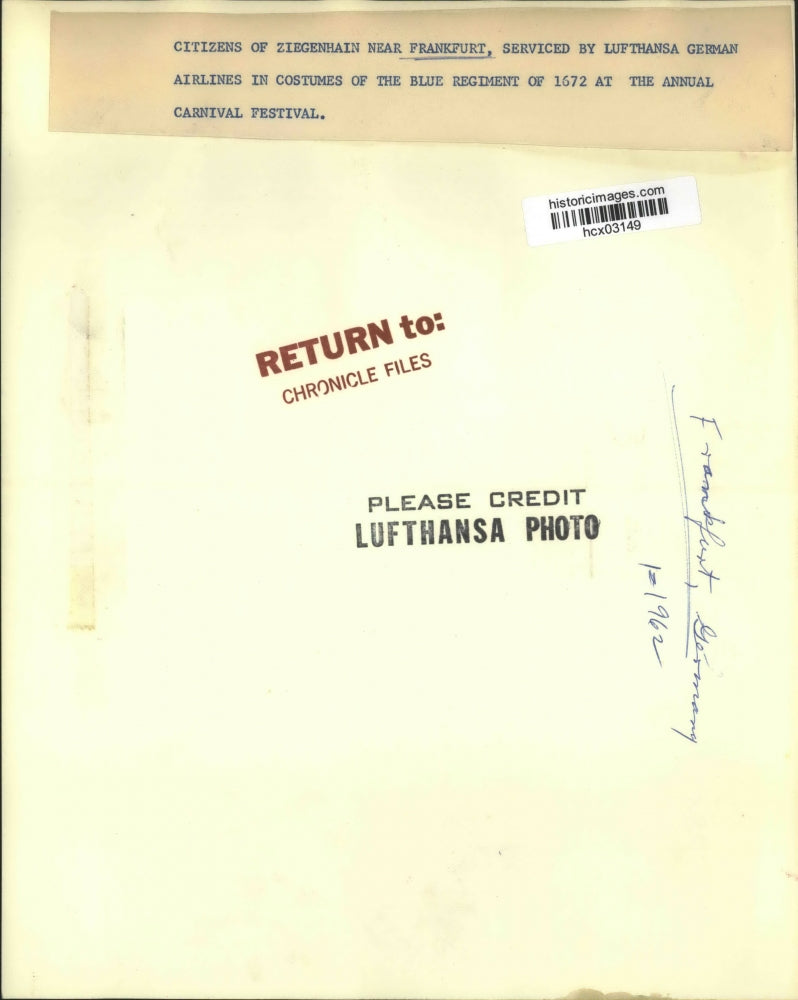 CITIZENS OF ZIEGENHAIN NEAR FRANKFURT, SERVICED BY LUFTHANSA GERMAN
AIRLINES IN COSTUMES OF THE BLUE REGIMENT OF 1672 AT THE ANNUAL
CARNIVAL FESTIVAL.
historicimages.com
hcx03149
RETURN to:
CHRONICLE FILES
PLEASE CREDIT
LUFTHANSA PHOTO
Frankfurt, Germany
1=1962